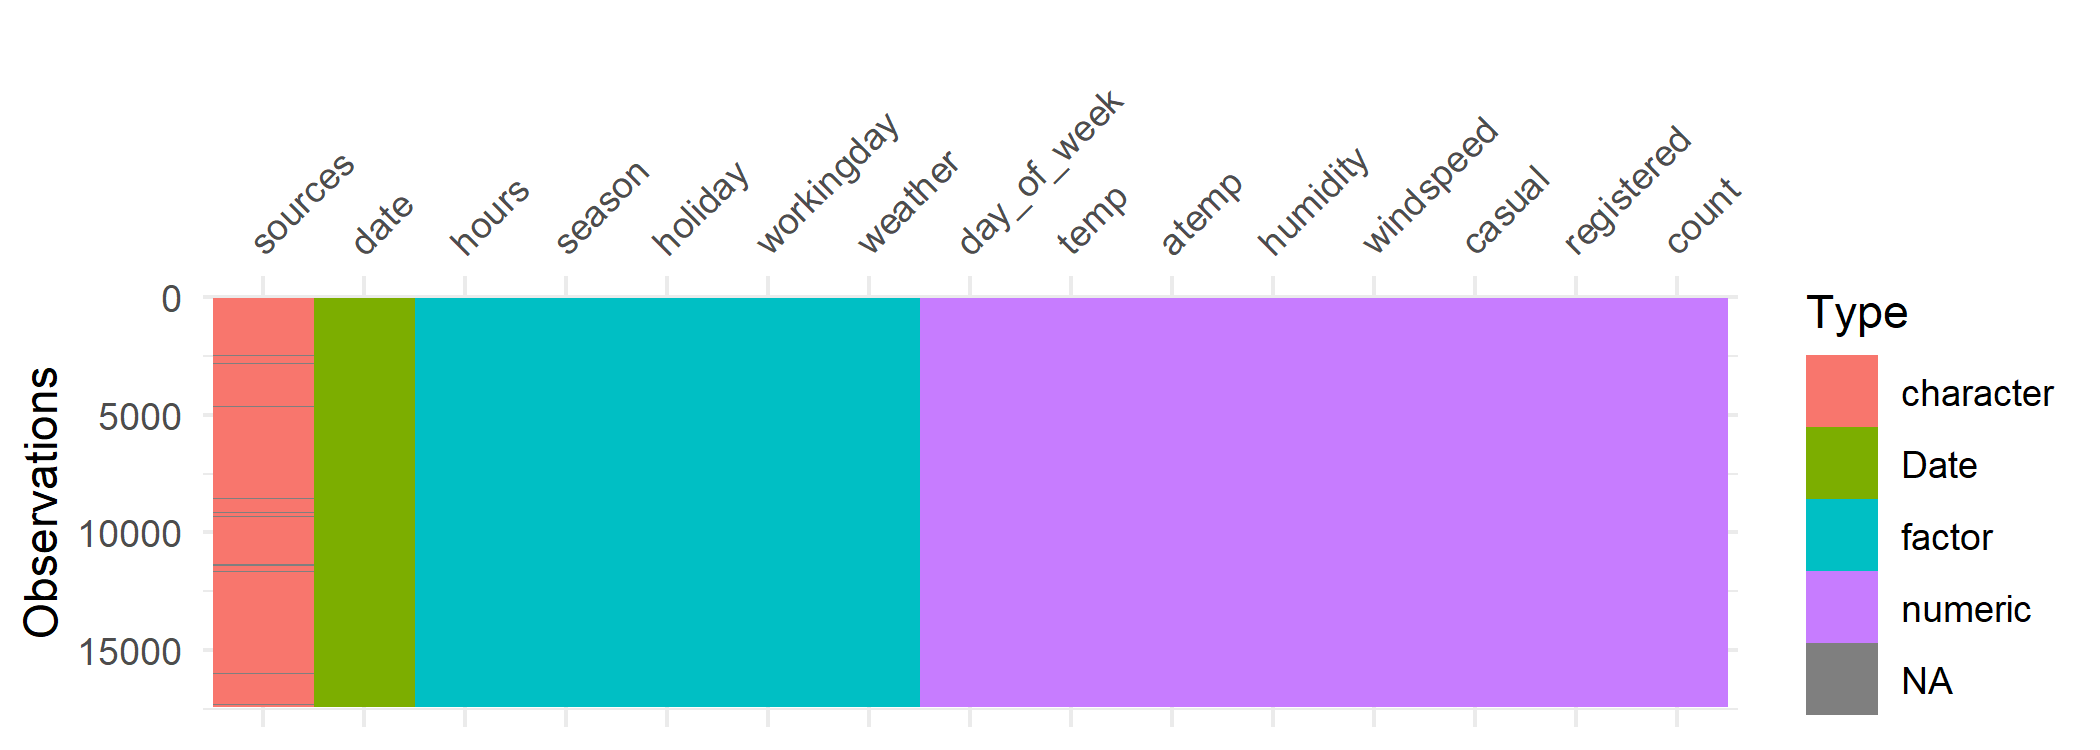 sources
date
hours
season
holiday
workingday
weather
day_of_week
temp
atemp
humidity
windspeed
casual
registered
count
0
5000
10000
15000
Observations
Type
character
Date
factor
numeric
NA